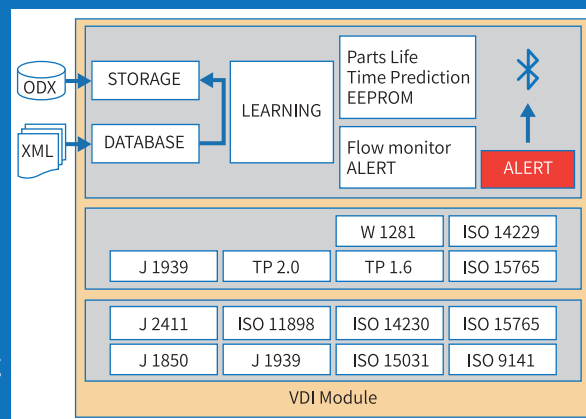 ODX
STORAGE
XML
DATABASE
LEARNING
Parts Life
Time Prediction
EEPROM
Flow monitor
ALERT
ALERT
W 1281
ISO 14229
J 1939
TP 2.0
TP 1.6
ISO 15765
J 2411
ISO 11898
ISO 14230
ISO 15765
J 1850
J 1939
ISO 15031
ISO 9141
VDI Module